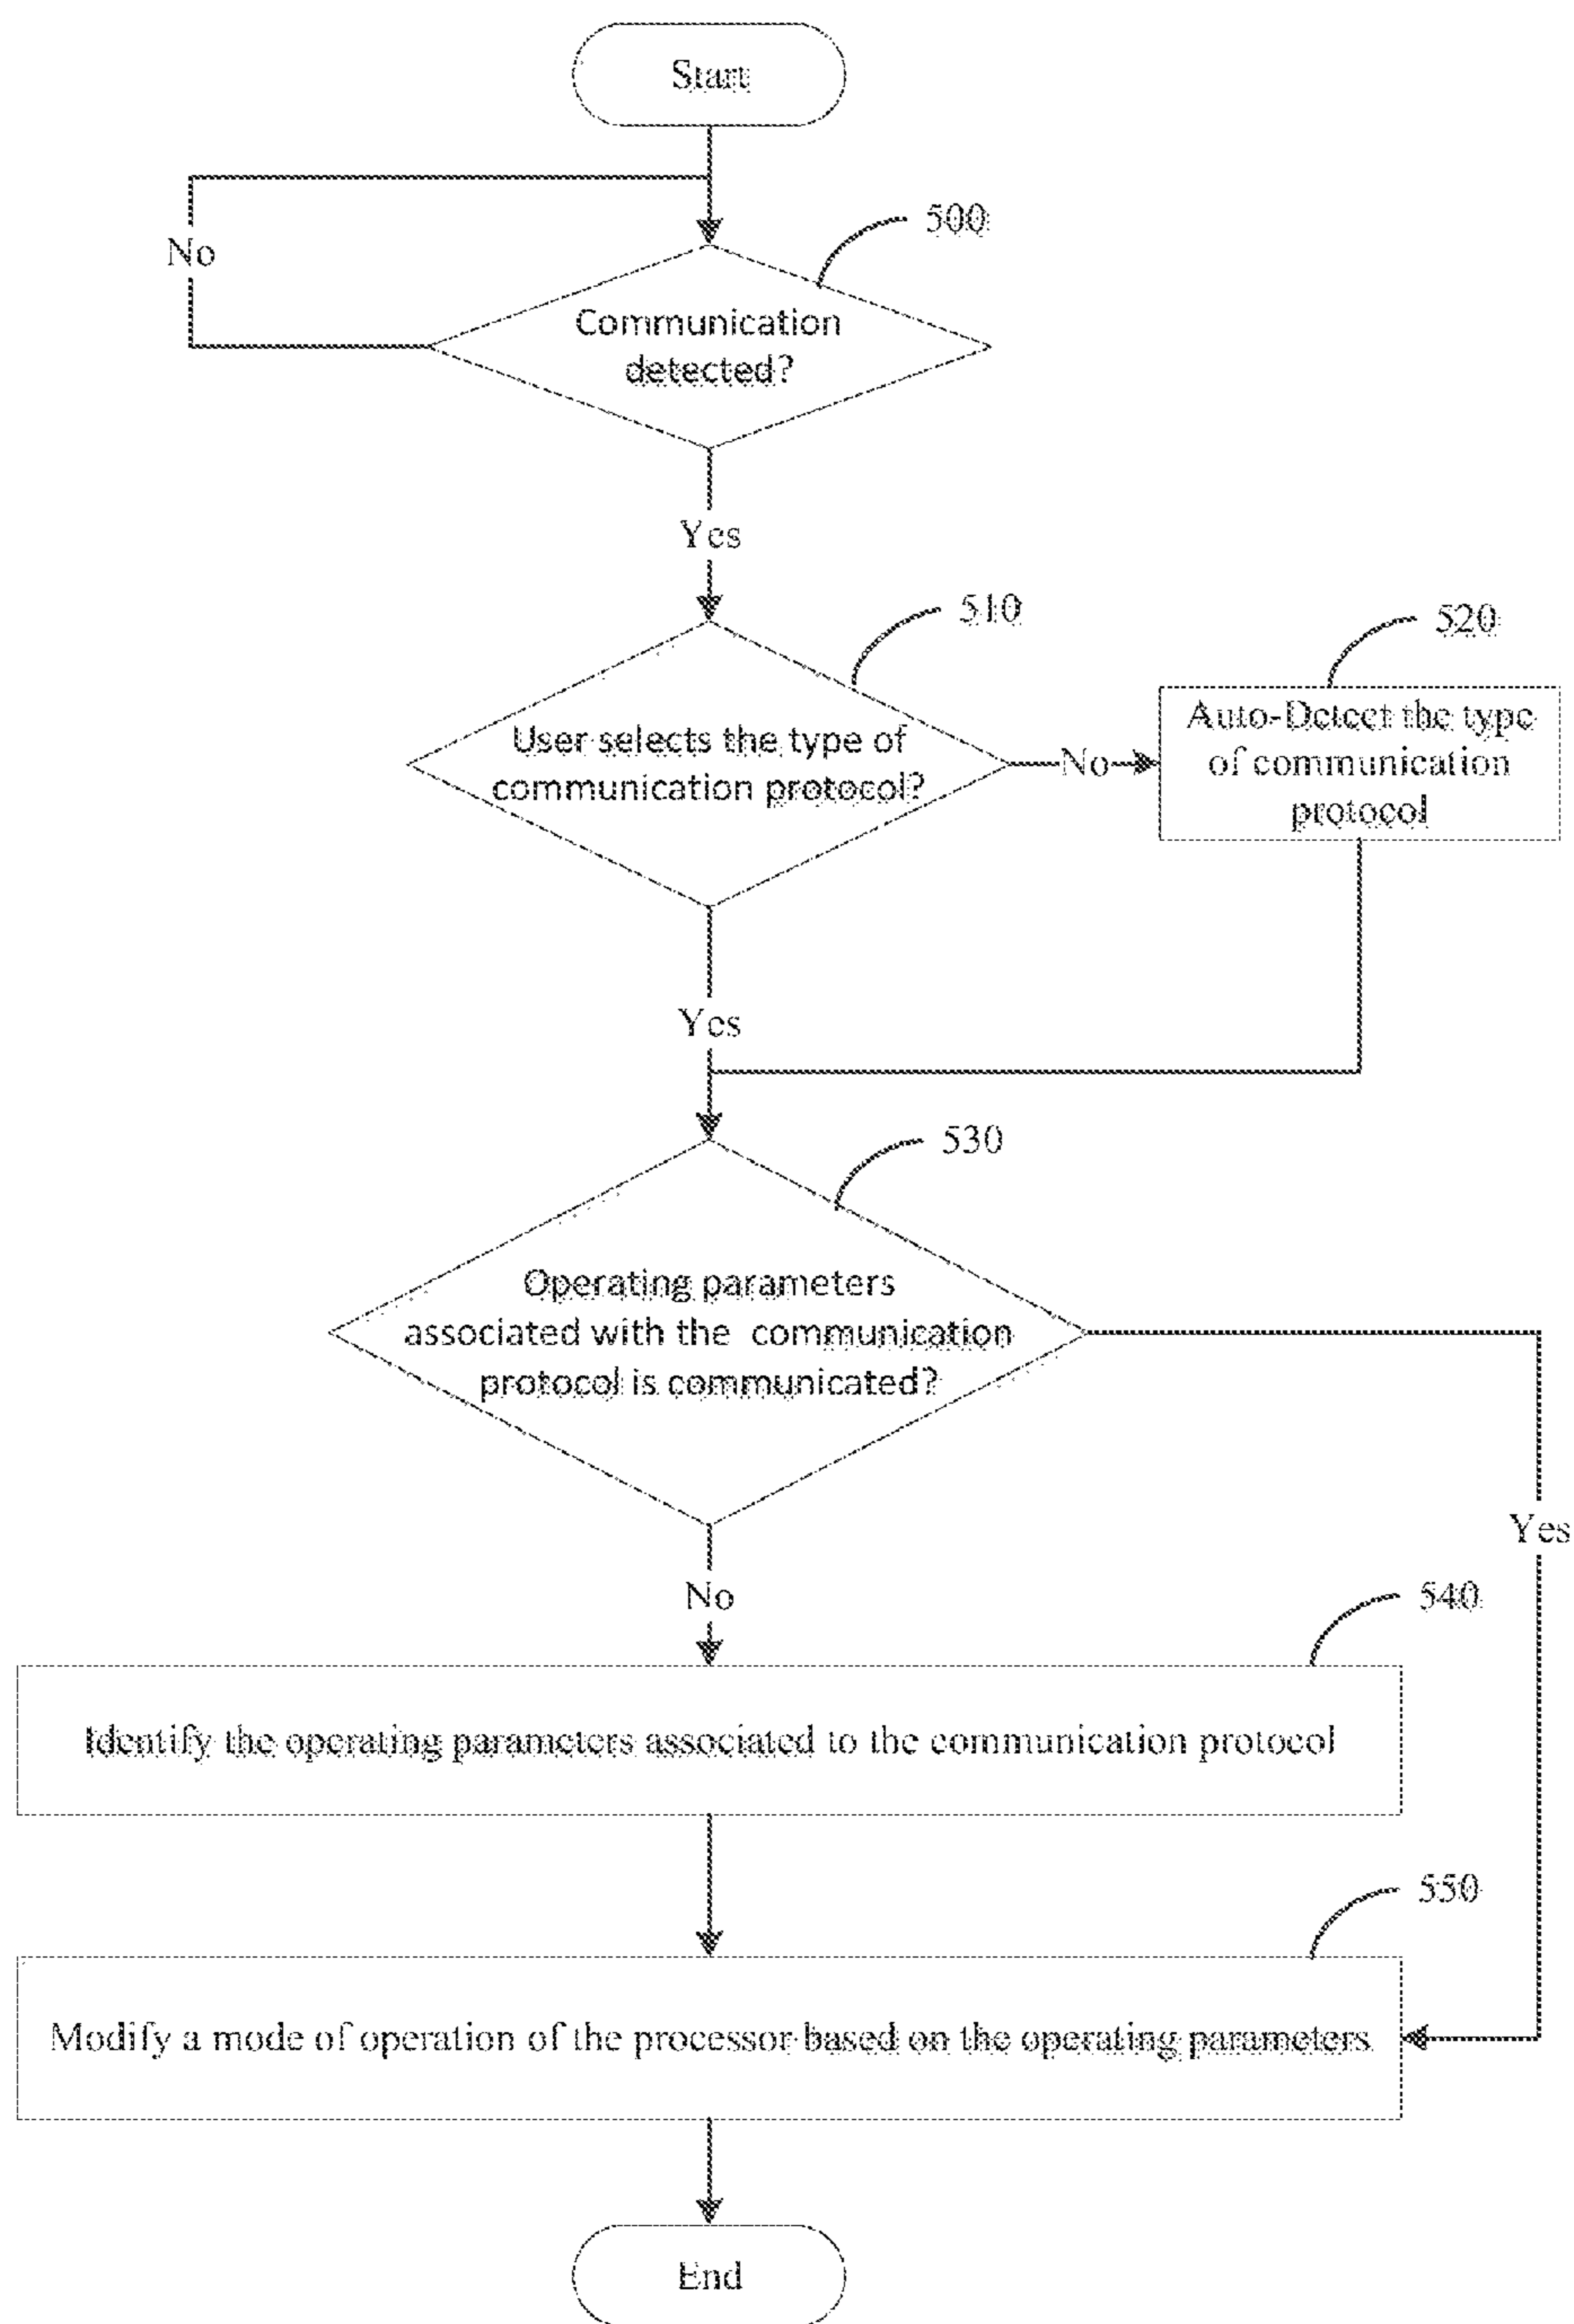 Start
No
500
Communication
detected?
Yes
510
520
User selects the type of
communication protocol?
No
Auto-Detect the type
of communication
protocol
Yes
530
Operating parameters
associated with the communication
protocol is communicated?
Yes
No
540
Identify the operating parameters associated to the communication protocol
550
Modify a mode of operation of the processor based on the operating parameters
End